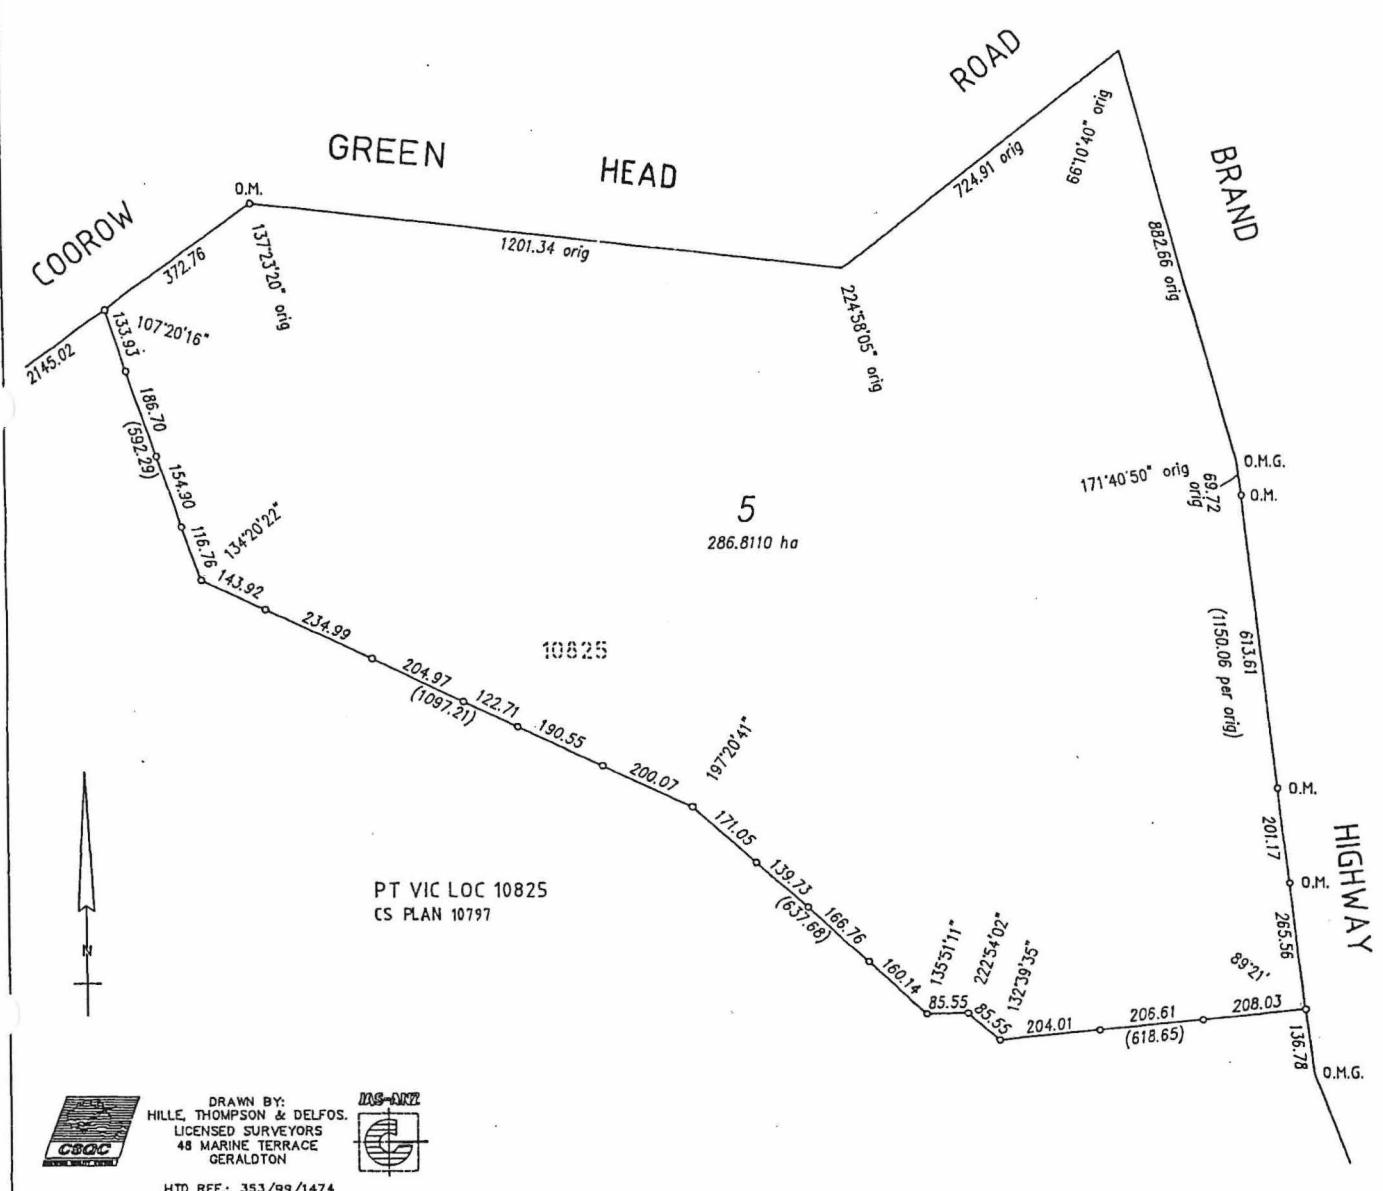 ROAD
GREEN HEAD
COOROW
BRAND
HIGHWAY
O.M.
372.76
137°23'20" orig
1201.34 orig
724.91 orig
66°10'40" orig
882.66 orig
224°58'05" orig
2145.02
133.93
107°20'16"
186.70
(592.29)
154.90
116.76
134°20'22"
171°40'50" orig
69.72
orig
O.M.G.
O.M.
5
286.8110 ha
143.92
234.99
204.97
(1097.21)
122.71
190.55
200.07
197°20'41"
10825
613.61
(1150.06 per orig)
O.M.
201.17
O.M.
265.56
171.05
139.73
(637.68)
166.76
160.14
135°51'11"
222°54'02"
132°39'35"
85.55
85.55
204.01
206.61
(618.65)
208.03
89°21'
136.78
O.M.G.
PT VIC LOC 10825
CS PLAN 10797
N
CSQC
DRAWN BY:
HILLE, THOMPSON & DELFOS.
LICENSED SURVEYORS
48 MARINE TERRACE
GERALDTON
JAS-ANZ
HTD REF: 353/99/1474